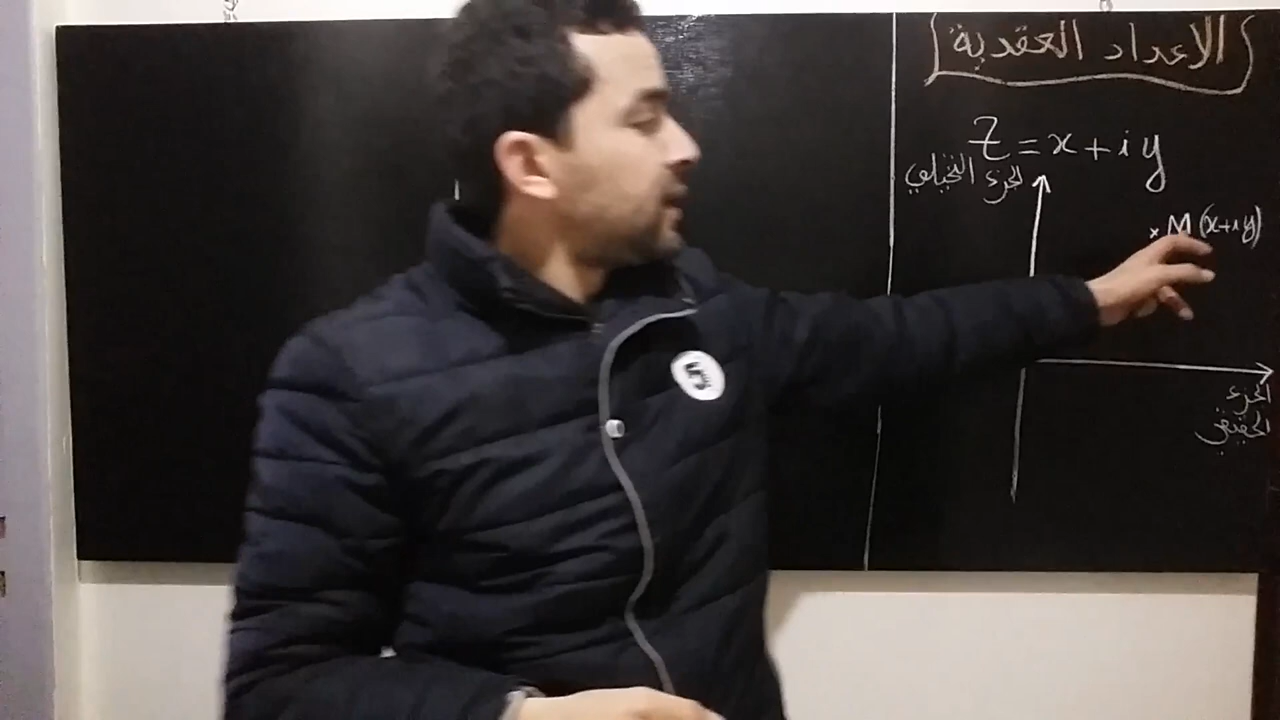 الاعداد العقدية
Z = x + i y
الجزء التخيلي
M (x+iy)
الجزء
الحقيقي
5